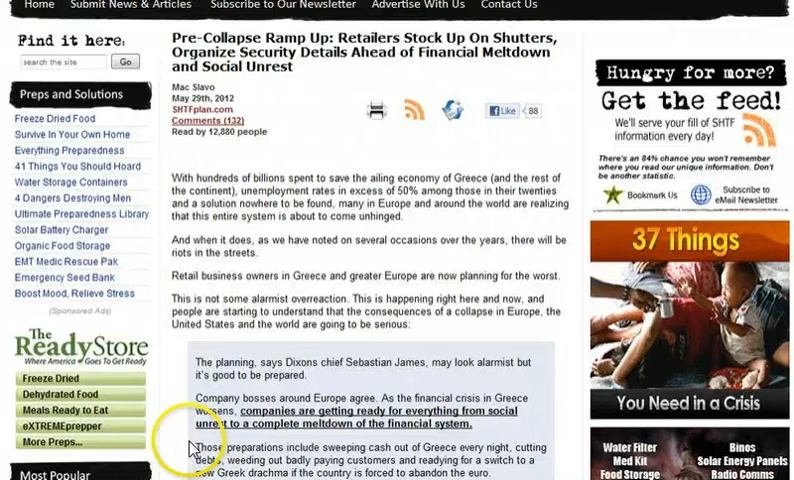 Home
Submit News & Articles
Subscribe to Our Newsletter
Advertise With Us
Contact Us
Find it here:
search the site
Go
Preps and Solutions
Freeze Dried Food
Survive In Your Own Home
Everything Preparedness
41 Things You Should Hoard
Water Storage Containers
4 Dangers Destroying Men
Ultimate Preparedness Library
Solar Battery Charger
Organic Food Storage
EMT Medic Rescue Pak
Emergency Seed Bank
Boost Mood, Relieve Stress
(Sponsored Ads)
The
ReadyStore
Where America Goes To Get Ready
Freeze Dried
Dehydrated Food
Meals Ready to Eat
eXTREMEprepper
More Preps...
Most Popular
Pre-Collapse Ramp Up: Retailers Stock Up On Shutters,
Organize Security Details Ahead of Financial Meltdown
and Social Unrest
Mac Slavo
May 29th, 2012
SHTFplan.com
Comments (132)
Read by 12,880 people
Like
88
With hundreds of billions spent to save the ailing economy of Greece (and the rest of
the continent), unemployment rates in excess of 50% among those in their twenties
and a solution nowhere to be found, many in Europe and around the world are realizing
that this entire system is about to come unhinged.
And when it does, as we have noted on several occasions over the years, there will be
riots in the streets.
Retail business owners in Greece and greater Europe are now planning for the worst.
This is not some alarmist overreaction. This is happening right here and now, and
people are starting to understand that the consequences of a collapse in Europe, the
United States and the world are going to be serious:
The planning, says Dixons chief Sebastian James, may look alarmist but
it's good to be prepared.
Company bosses around Europe agree. As the financial crisis in Greece
worsens, companies are getting ready for everything from social
unrest to a complete meltdown of the financial system.
Those preparations include sweeping cash out of Greece every night, cutting
debts, weeding out badly paying customers and readying for a switch to a
new Greek drachma if the country is forced to abandon the euro.
Hungry for more?
Get the feed!
We'll serve your fill of SHTF
information every day!
There's an 84% chance you won't remember
where you read our unique information. Don't
be another statistic.
Bookmark Us
Subscribe to
eMail Newsletter
37 Things
You Need in a Crisis
Water Filter
Med Kit
Food Storage
Binos
Solar Energy Panels
Radio Comms